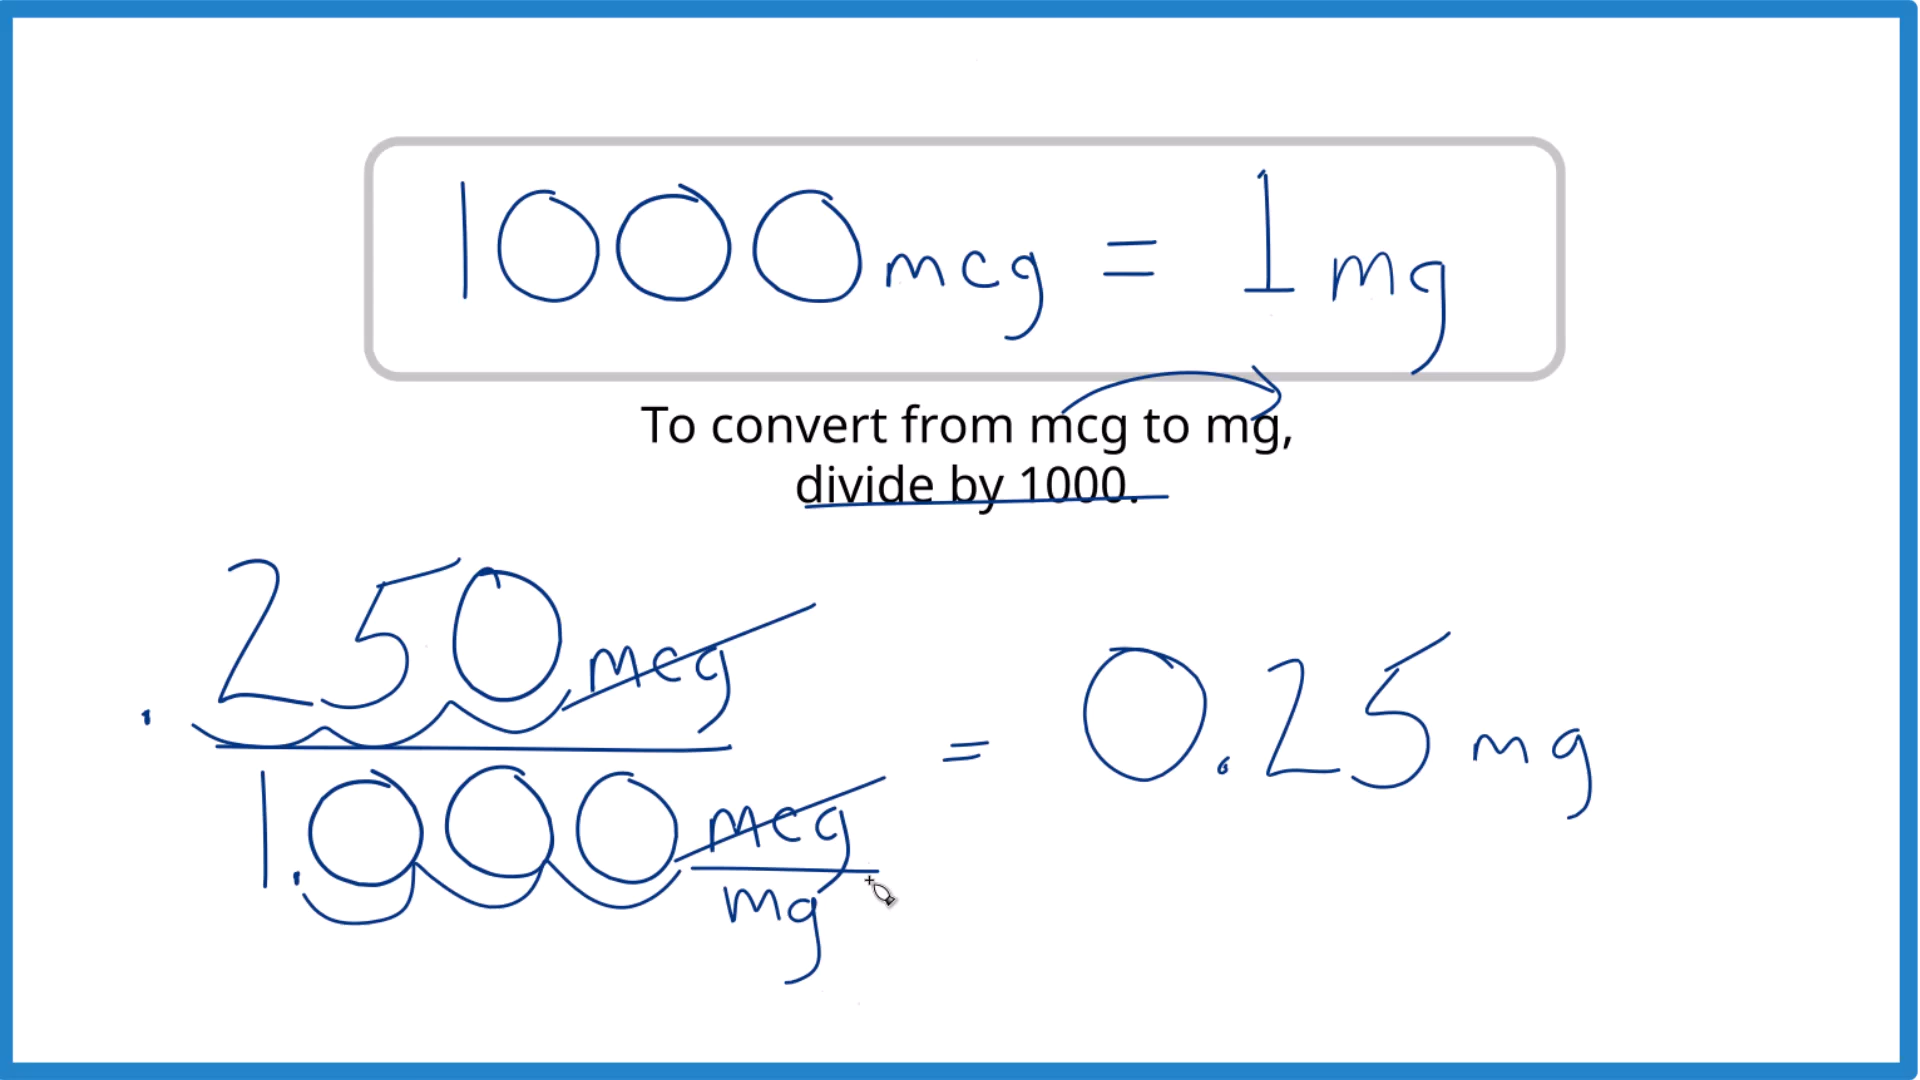 1000 mcg = 1 mg
To convert from mcg to mg,
divide by 1000.
.250 mcg
1.000 mcg
mg
= 0.25 mg